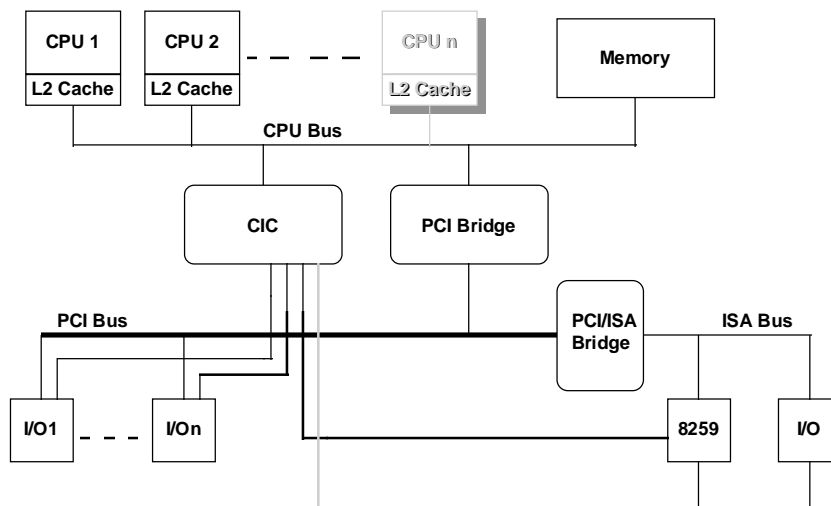 CPU 1
CPU 2
CPU n
Memory
L2 Cache
L2 Cache
L2 Cache
CPU Bus
CIC
PCI Bridge
PCI Bus
PCI/ISA
Bridge
ISA Bus
I/O1
I/On
8259
I/O